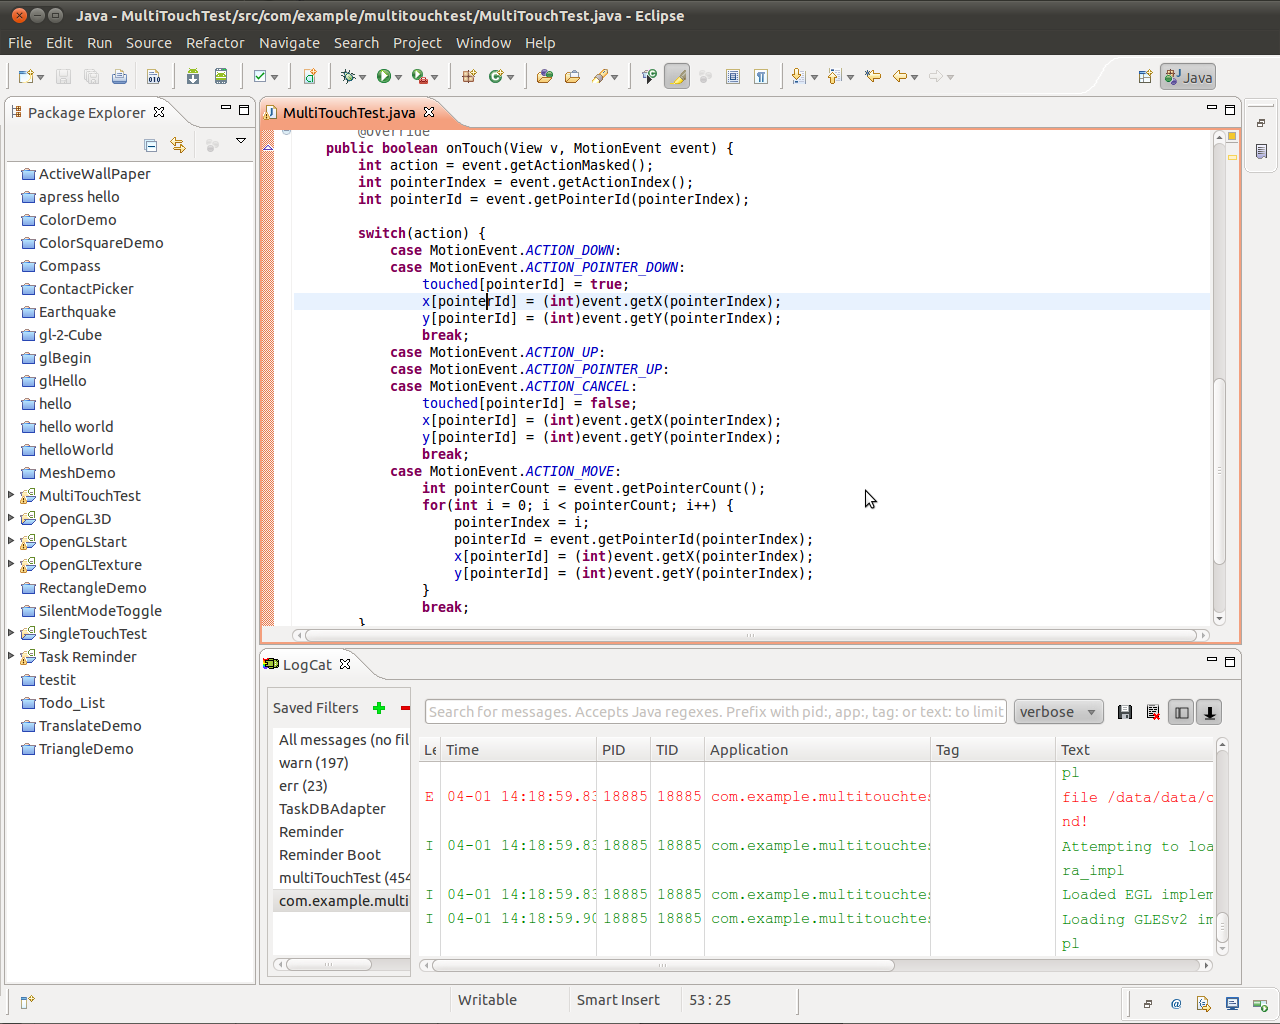 Java - MultiTouchTest/src/com/example/multitouchtest/MultiTouchTest.java - Eclipse
File Edit Run Source Refactor Navigate Search Project Window Help
Java
Package Explorer
ActiveWallPaper
apress hello
ColorDemo
ColorSquareDemo
Compass
ContactPicker
Earthquake
gl-2-Cube
glBegin
glHello
hello
hello world
helloWorld
MeshDemo
MultiTouchTest
OpenGL3D
OpenGLStart
OpenGLTexture
RectangleDemo
SilentModeToggle
SingleTouchTest
Task Reminder
testit
Todo_List
TranslateDemo
TriangleDemo
MultiTouchTest.java
@Override
public boolean onTouch(View v, MotionEvent event) {
int action = event.getActionMasked();
int pointerIndex = event.getActionIndex();
int pointerId = event.getPointerId(pointerIndex);
switch(action) {
case MotionEvent.ACTION_DOWN:
case MotionEvent.ACTION_POINTER_DOWN:
touched[pointerId] = true;
x[pointerId] = (int)event.getX(pointerIndex);
y[pointerId] = (int)event.getY(pointerIndex);
break;
case MotionEvent.ACTION_UP:
case MotionEvent.ACTION_POINTER_UP:
case MotionEvent.ACTION_CANCEL:
touched[pointerId] = false;
x[pointerId] = (int)event.getX(pointerIndex);
y[pointerId] = (int)event.getY(pointerIndex);
break;
case MotionEvent.ACTION_MOVE:
int pointerCount = event.getPointerCount();
for(int i = 0; i < pointerCount; i++) {
pointerIndex = i;
pointerId = event.getPointerId(pointerIndex);
x[pointerId] = (int)event.getX(pointerIndex);
y[pointerId] = (int)event.getY(pointerIndex);
}
break;
}
LogCat
Saved Filters
All messages (no fil
warn (197)
err (23)
TaskDBAdapter
Reminder
Reminder Boot
multiTouchTest (454
com.example.multi
Search for messages. Accepts Java regexes. Prefix with pid:, app:, tag: or text: to limit
verbose
Le Time PID TID Application Tag Text
pl
E 04-01 14:18:59.83 18885 18885 com.example.multitouchtes file /data/data/c
nd!
I 04-01 14:18:59.83 18885 18885 com.example.multitouchtes Attempting to loa
ra_impl
I 04-01 14:18:59.83 18885 18885 com.example.multitouchtes Loaded EGL implem
I 04-01 14:18:59.90 18885 18885 com.example.multitouchtes Loading GLESv2 im
pl
Writable Smart Insert 53 : 25